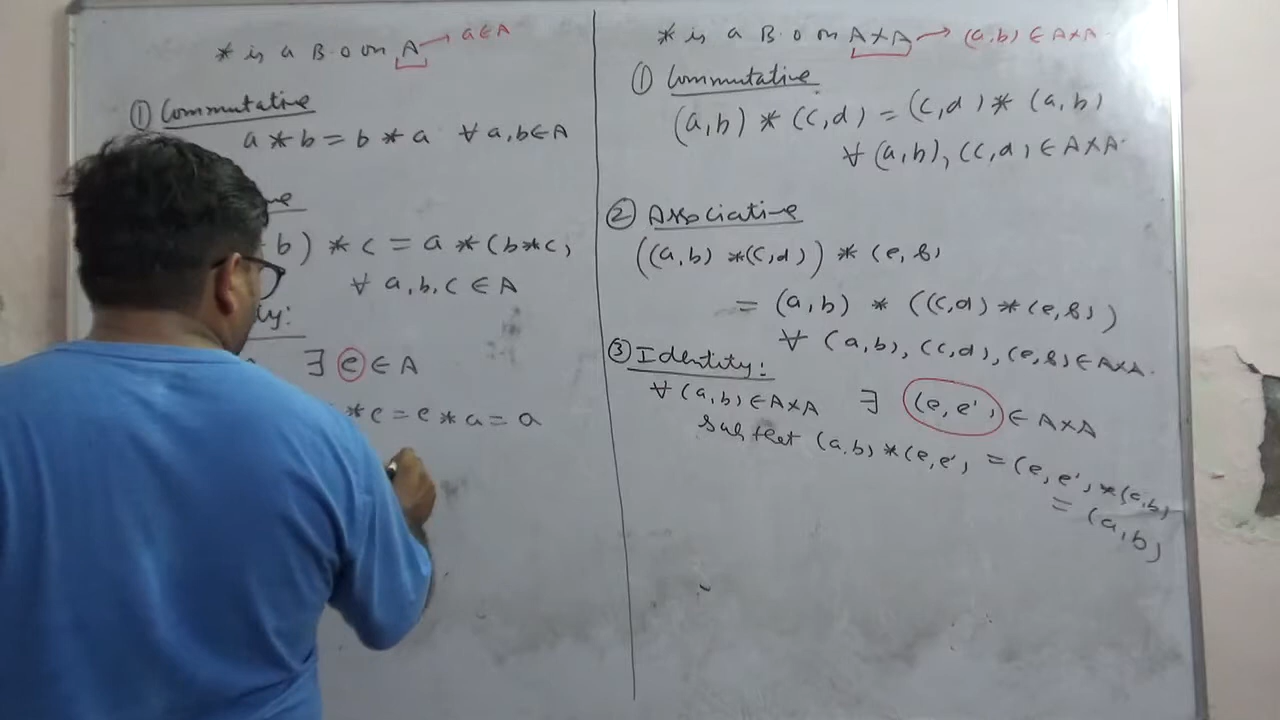 * is a B.O on A → a∈A
① Commutative
a * b = b * a ∀ a,b∈A
b) * c = a * (b*c)
∀ a,b,c ∈ A
∃ e ∈ A
*e = e * a = a
* is a B.O on A×A → (a,b) ∈ A×A
① Commutative
(a,b) * (c,d) = (c,d) * (a,b)
∀ (a,b), (c,d) ∈ A×A
② Associative
((a,b) *(c,d)) * (e,f)
= (a,b) * ((c,d) * (e,f))
∀ (a,b), (c,d), (e,f) ∈ A×A.
③ Identity:
∀ (a,b) ∈ A×A ∃ (e,e') ∈ A×A
Such that (a,b) * (e,e') = (e,e') * (a,b)
= (a,b)